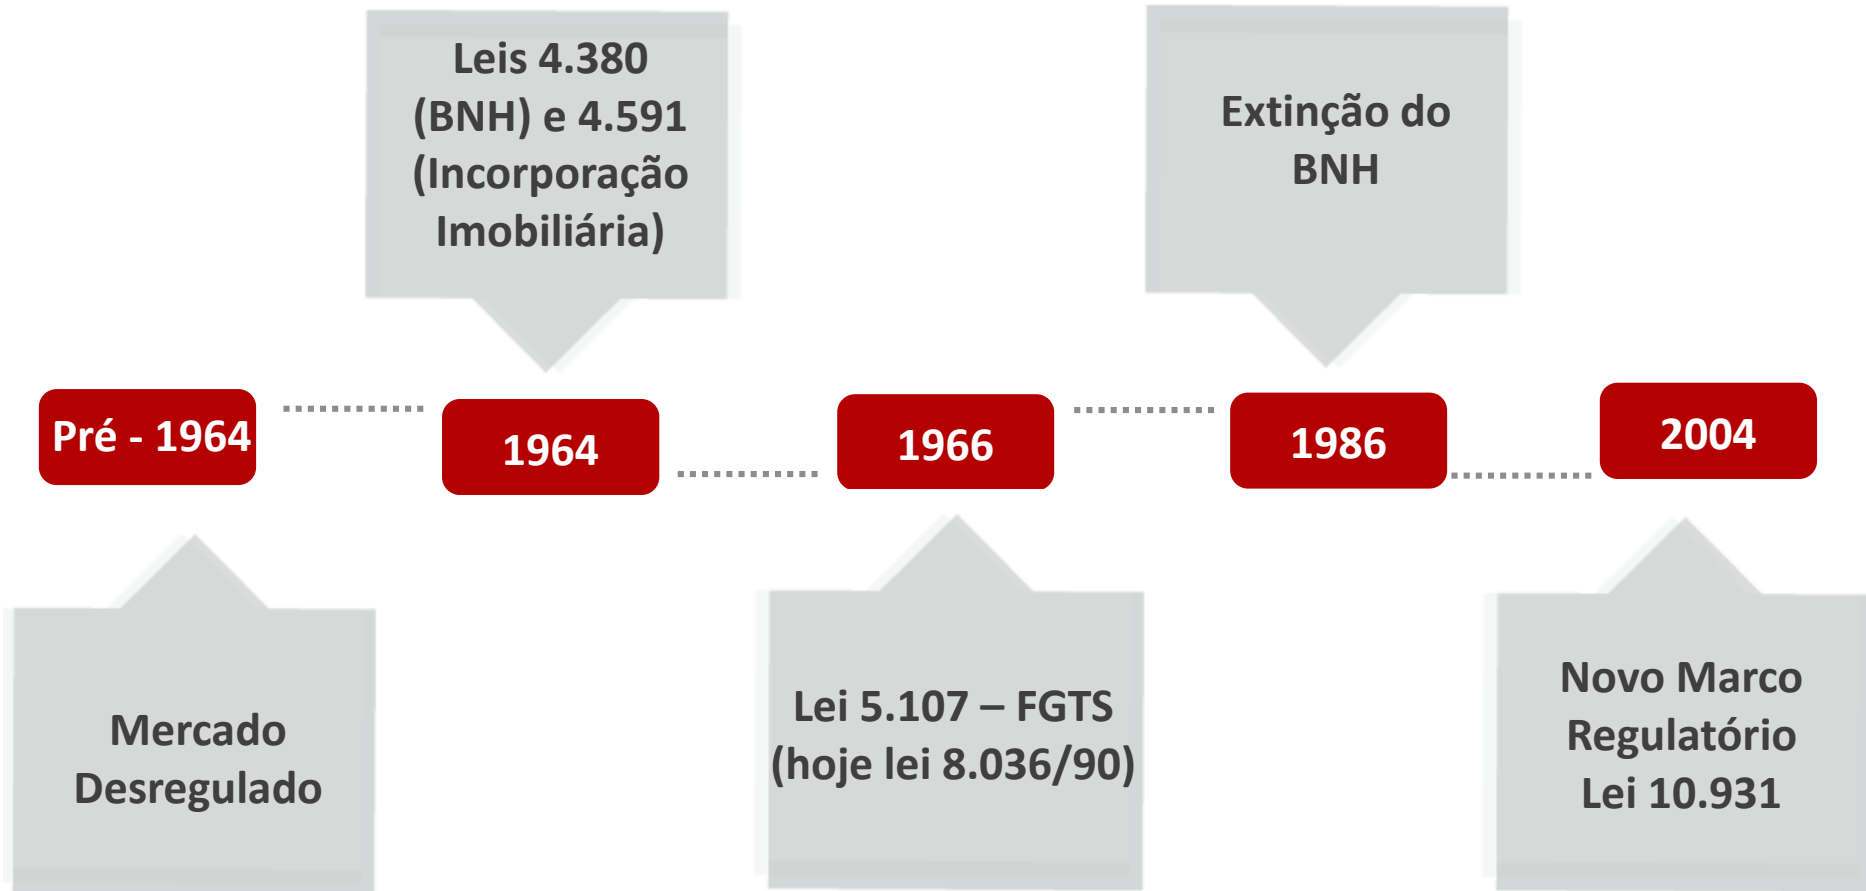 Leis 4.380
(BNH) e 4.591
(Incorporação
Imobiliária)
Extinção do
BNH
Pré - 1964
1964
1966
1986
2004
Mercado
Desregulado
Lei 5.107 – FGTS
(hoje lei 8.036/90)
Novo Marco
Regulatório
Lei 10.931